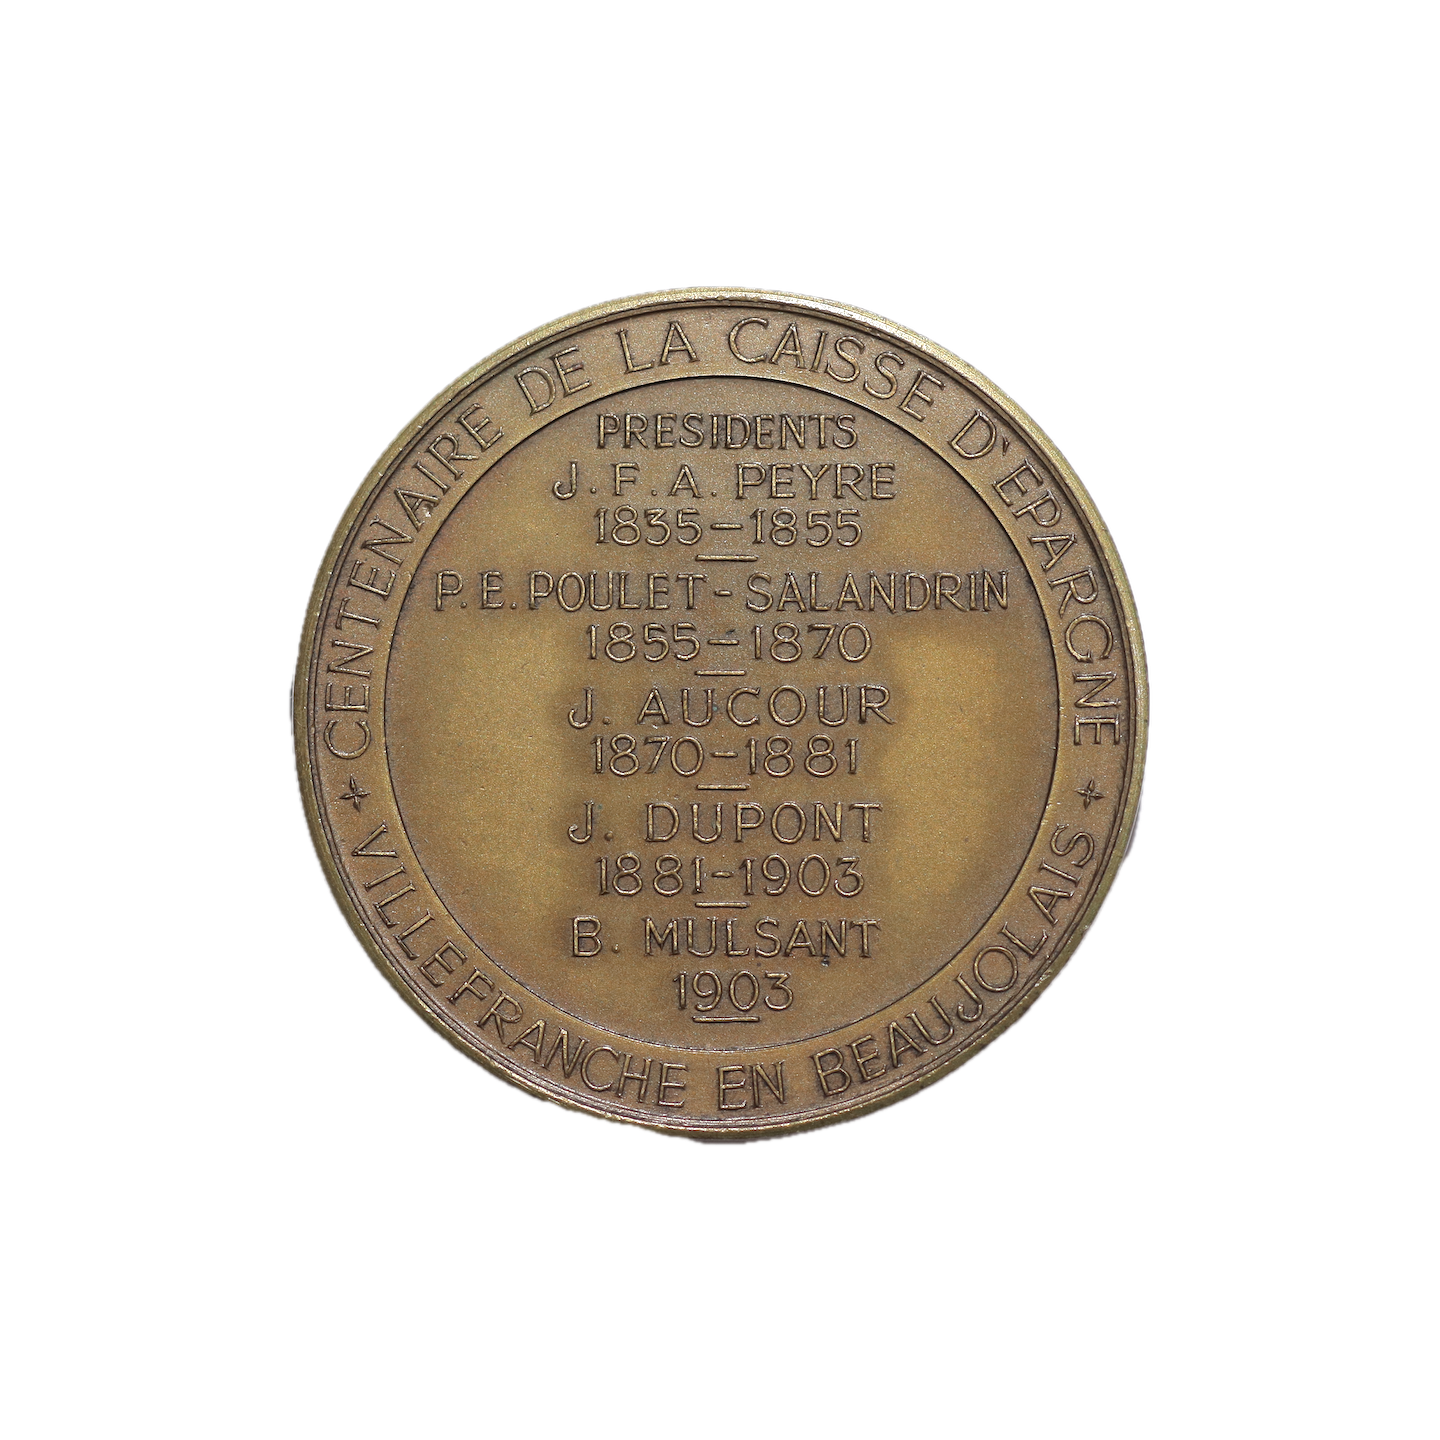 CENTENAIRE DE LA CAISSE D'EPARGNE
PRESIDENTS
J. F. A. PEYRE
1835-1855
P. E. POULET-SALANDRIN
1855-1870
J. AUCOUR
1870-1881
J. DUPONT
1881-1903
B. MULSANT
1903
VILLEFRANCHE EN BEAUJOLAIS